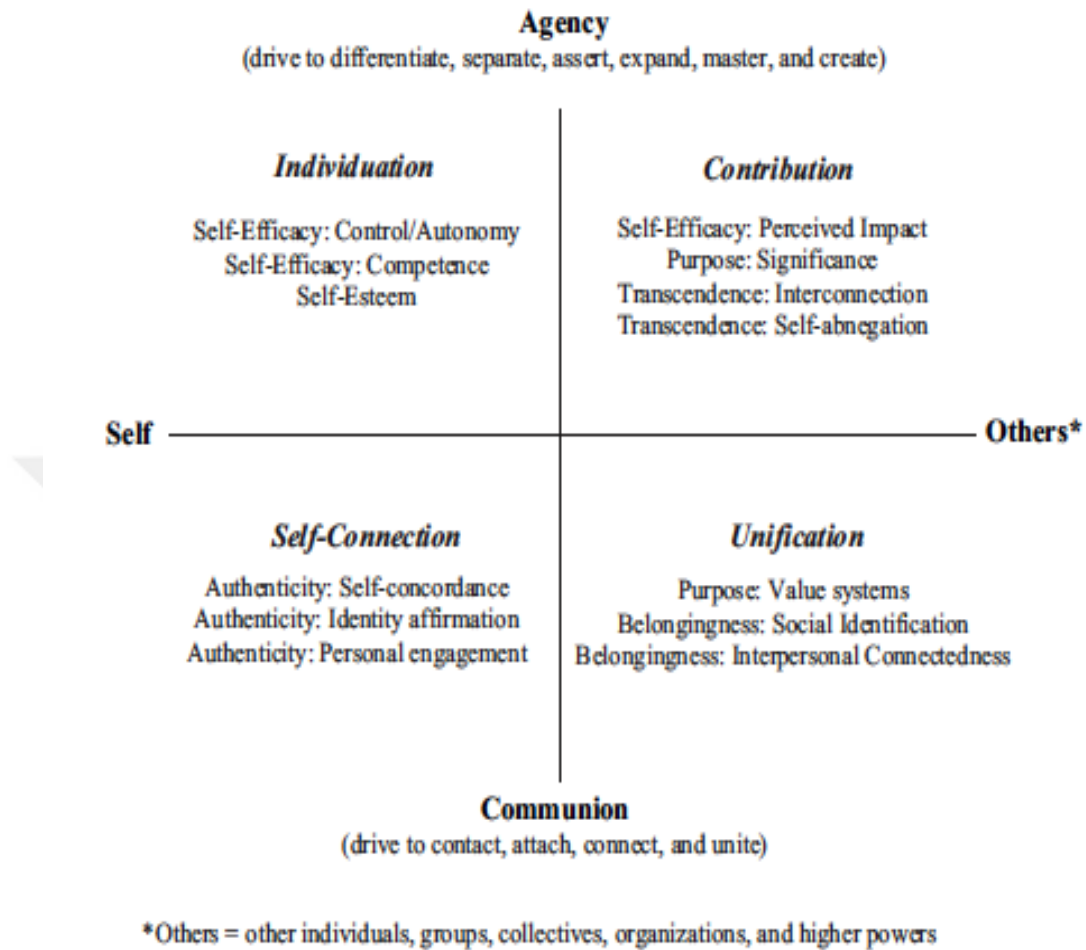 Agency
(drive to differentiate, separate, assert, expand, master, and create)
Individuation
Self-Efficacy: Control/Autonomy
Self-Efficacy: Competence
Self-Esteem
Contribution
Self-Efficacy: Perceived Impact
Purpose: Significance
Transcendence: Interconnection
Transcendence: Self-abnegation
Self
Others*
Self-Connection
Authenticity: Self-concordance
Authenticity: Identity affirmation
Authenticity: Personal engagement
Unification
Purpose: Value systems
Belongingness: Social Identification
Belongingness: Interpersonal Connectedness
Communion
(drive to contact, attach, connect, and unite)
*Others = other individuals, groups, collectives, organizations, and higher powers